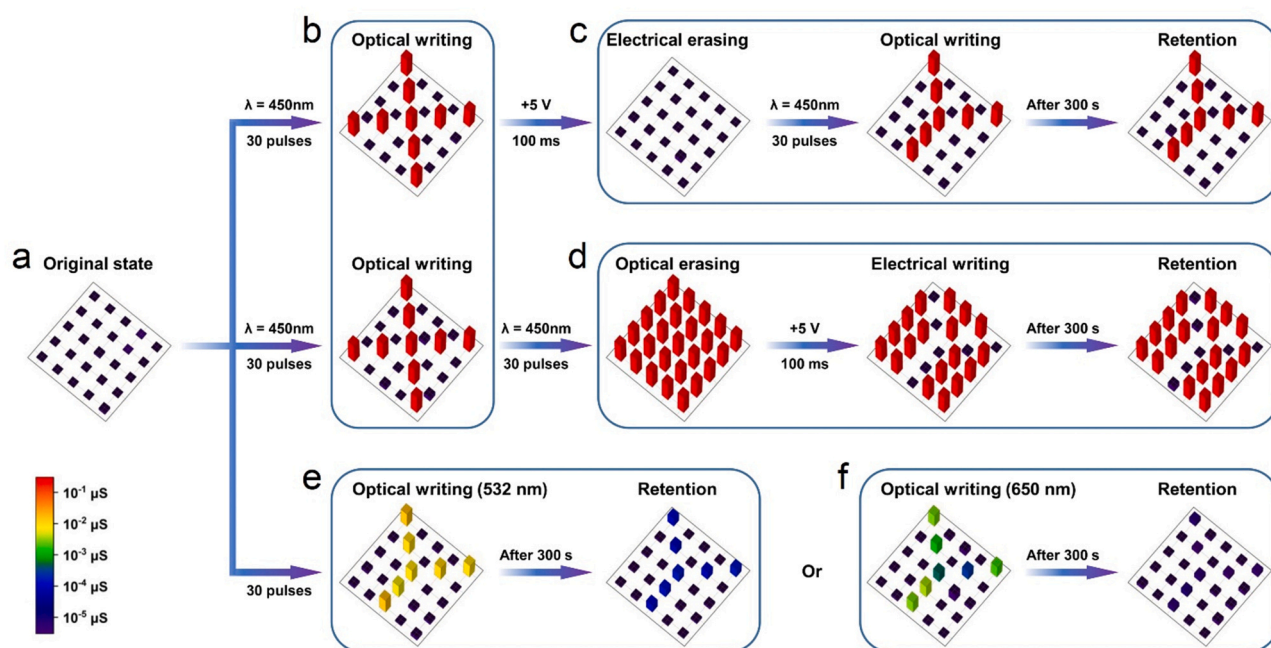 b
Optical writing
c
Electrical erasing
Optical writing
Retention
λ = 450nm
30 pulses
+5 V
100 ms
λ = 450nm
30 pulses
After 300 s
a
Original state
Optical writing
d
Optical erasing
Electrical writing
Retention
λ = 450nm
30 pulses
λ = 450nm
30 pulses
+5 V
100 ms
After 300 s
10⁻¹ µS
10⁻² µS
10⁻³ µS
10⁻⁴ µS
10⁻⁵ µS
30 pulses
e
Optical writing (532 nm)
Retention
After 300 s
Or
f
Optical writing (650 nm)
Retention
After 300 s